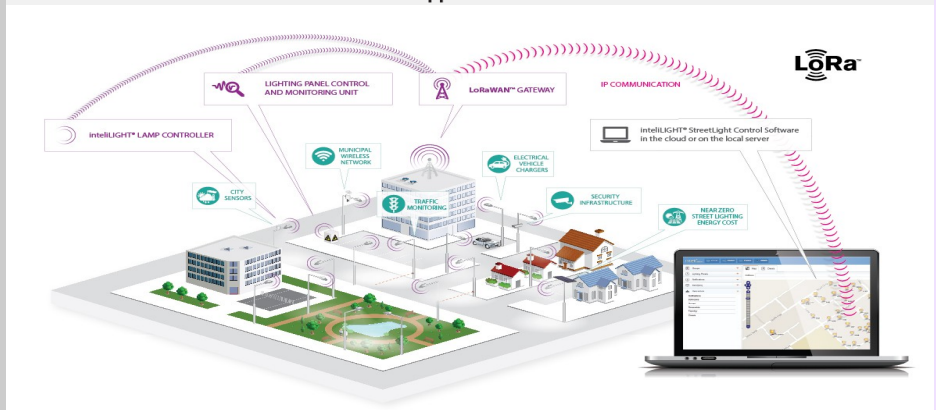 LoRa™
LIGHTING PANEL CONTROL
AND MONITORING UNIT
LoRaWAN™ GATEWAY
IP COMMUNICATION
inteliLIGHT® LAMP CONTROLLER
inteliLIGHT® StreetLight Control Software
in the cloud or on the local server
MUNICIPAL
WIRELESS
NETWORK
ELECTRICAL
VEHICLE
CHARGERS
CITY
SENSORS
TRAFFIC
MONITORING
SECURITY
INFRASTRUCTURE
NEAR ZERO
STREET LIGHTING
ENERGY COST